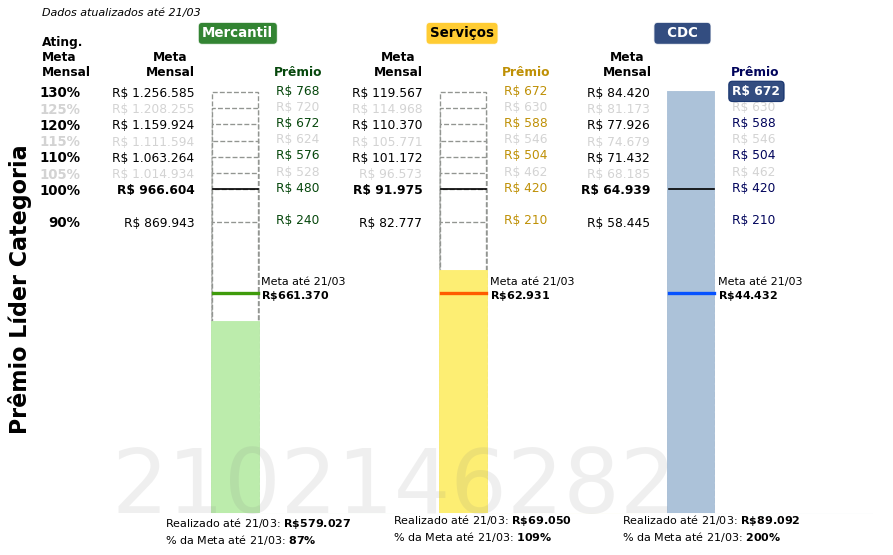 Dados atualizados até 21/03
Mercantil Serviços CDC
Ating. Meta Mensal Meta Mensal Prêmio Meta Mensal Prêmio Meta Mensal Prêmio
130% R$ 1.256.585 R$ 768 R$ 119.567 R$ 672 R$ 84.420 R$ 672
125% R$ 1.208.255 R$ 720 R$ 114.968 R$ 630 R$ 81.173 R$ 630
120% R$ 1.159.924 R$ 672 R$ 110.370 R$ 588 R$ 77.926 R$ 588
115% R$ 1.111.594 R$ 624 R$ 105.771 R$ 546 R$ 74.679 R$ 546
110% R$ 1.063.264 R$ 576 R$ 101.172 R$ 504 R$ 71.432 R$ 504
105% R$ 1.014.934 R$ 528 R$ 96.573 R$ 462 R$ 68.185 R$ 462
100% R$ 966.604 R$ 480 R$ 91.975 R$ 420 R$ 64.939 R$ 420
90% R$ 869.943 R$ 240 R$ 82.777 R$ 210 R$ 58.445 R$ 210
Prêmio Líder Categoria
Meta até 21/03 Meta até 21/03 Meta até 21/03
R$661.370 R$62.931 R$44.432
2102146282
Realizado até 21/03: R$579.027 Realizado até 21/03: R$69.050 Realizado até 21/03: R$89.092
% da Meta até 21/03: 87% % da Meta até 21/03: 109% % da Meta até 21/03: 200%